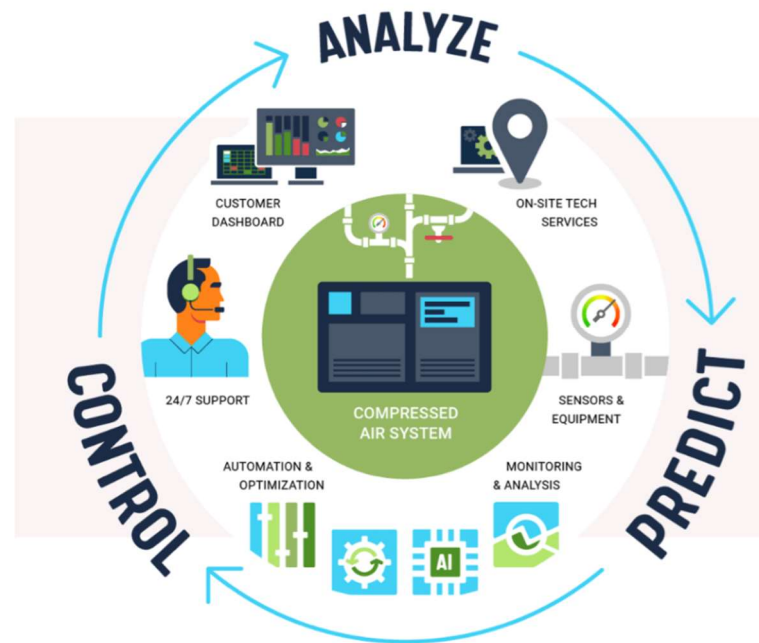 ANALYZE
CUSTOMER
DASHBOARD
ON-SITE TECH
SERVICES
24/7 SUPPORT
COMPRESSED
AIR SYSTEM
SENSORS &
EQUIPMENT
CONTROL
PREDICT
AUTOMATION &
OPTIMIZATION
MONITORING
& ANALYSIS
AI